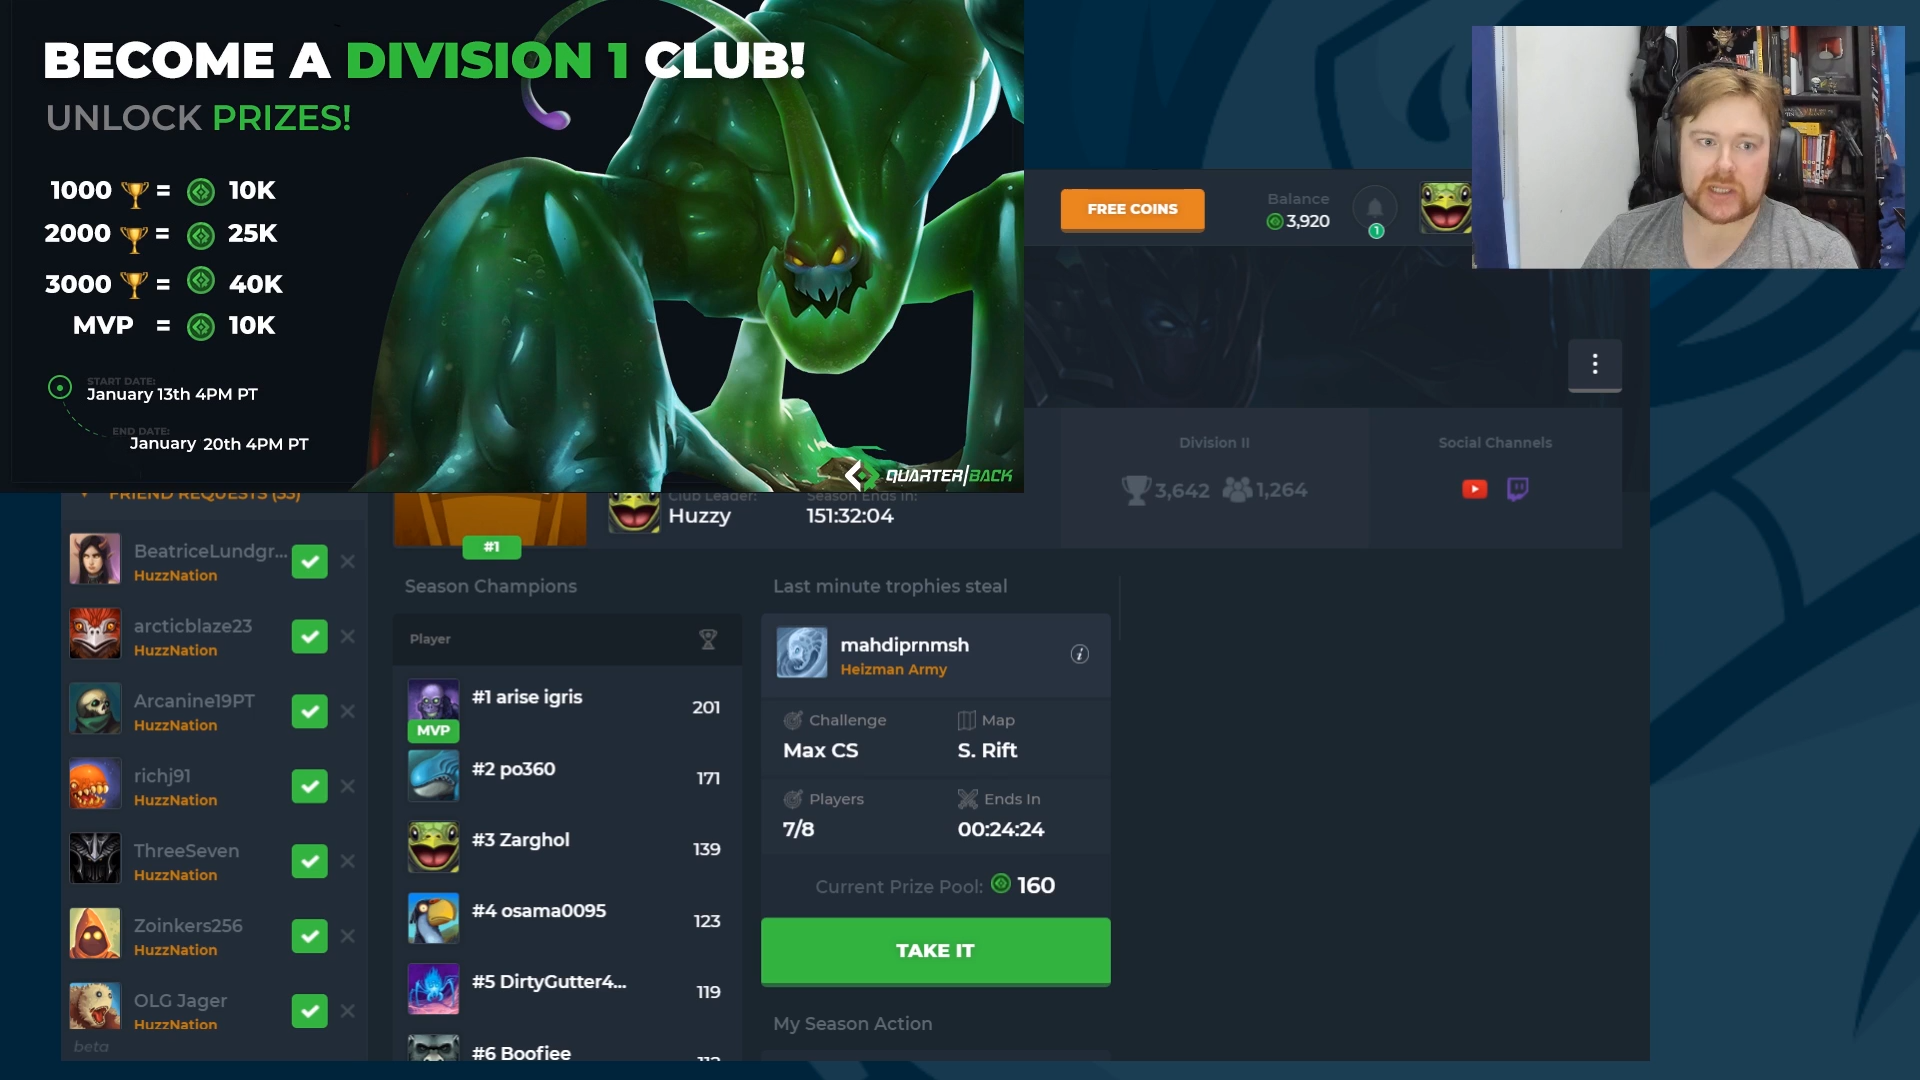 BECOME A DIVISION 1 CLUB!
UNLOCK PRIZES!
1000 = 10K
2000 = 25K
3000 = 40K
MVP = 10K
START DATE:
January 13th 4PM PT
END DATE:
January 20th 4PM PT
QUARTER|BACK
FREE COINS
Balance
3,920
1
Division II
3,642 1,264
Social Channels
FRIEND REQUESTS (33)
BeatriceLundgr...
HuzzNation
arcticblaze23
HuzzNation
Arcanine19PT
HuzzNation
richj91
HuzzNation
ThreeSeven
HuzzNation
Zoinkers256
HuzzNation
OLG Jager
HuzzNation
beta
#1
Club Leader:
Huzzy
Season Ends In:
151:32:04
Season Champions
Player
#1 arise igris
201
MVP
#2 po360
171
#3 Zarghol
139
#4 osama0095
123
#5 DirtyGutter4...
119
#6 Boofiee
Last minute trophies steal
mahdiprnmsh
Heizman Army
Challenge
Max CS
Map
S. Rift
Players
7/8
Ends In
00:24:24
Current Prize Pool: 160
TAKE IT
My Season Action